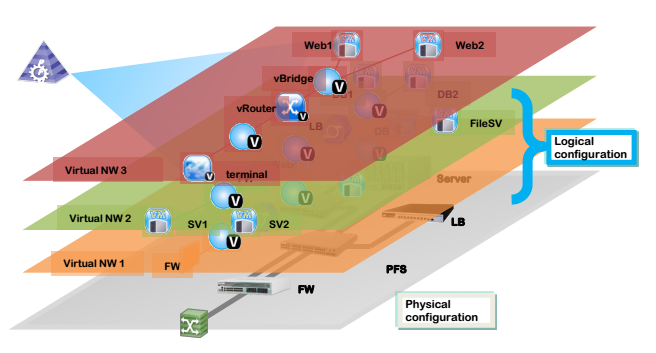 Web1
Web2
vBridge
DB1
DB2
vRouter
LB
DB
FileSV
Logical
configuration
Virtual NW 3
terminal
Server
Virtual NW 2
SV1
SV2
LB
Virtual NW 1
FW
PFS
FW
Physical
configuration